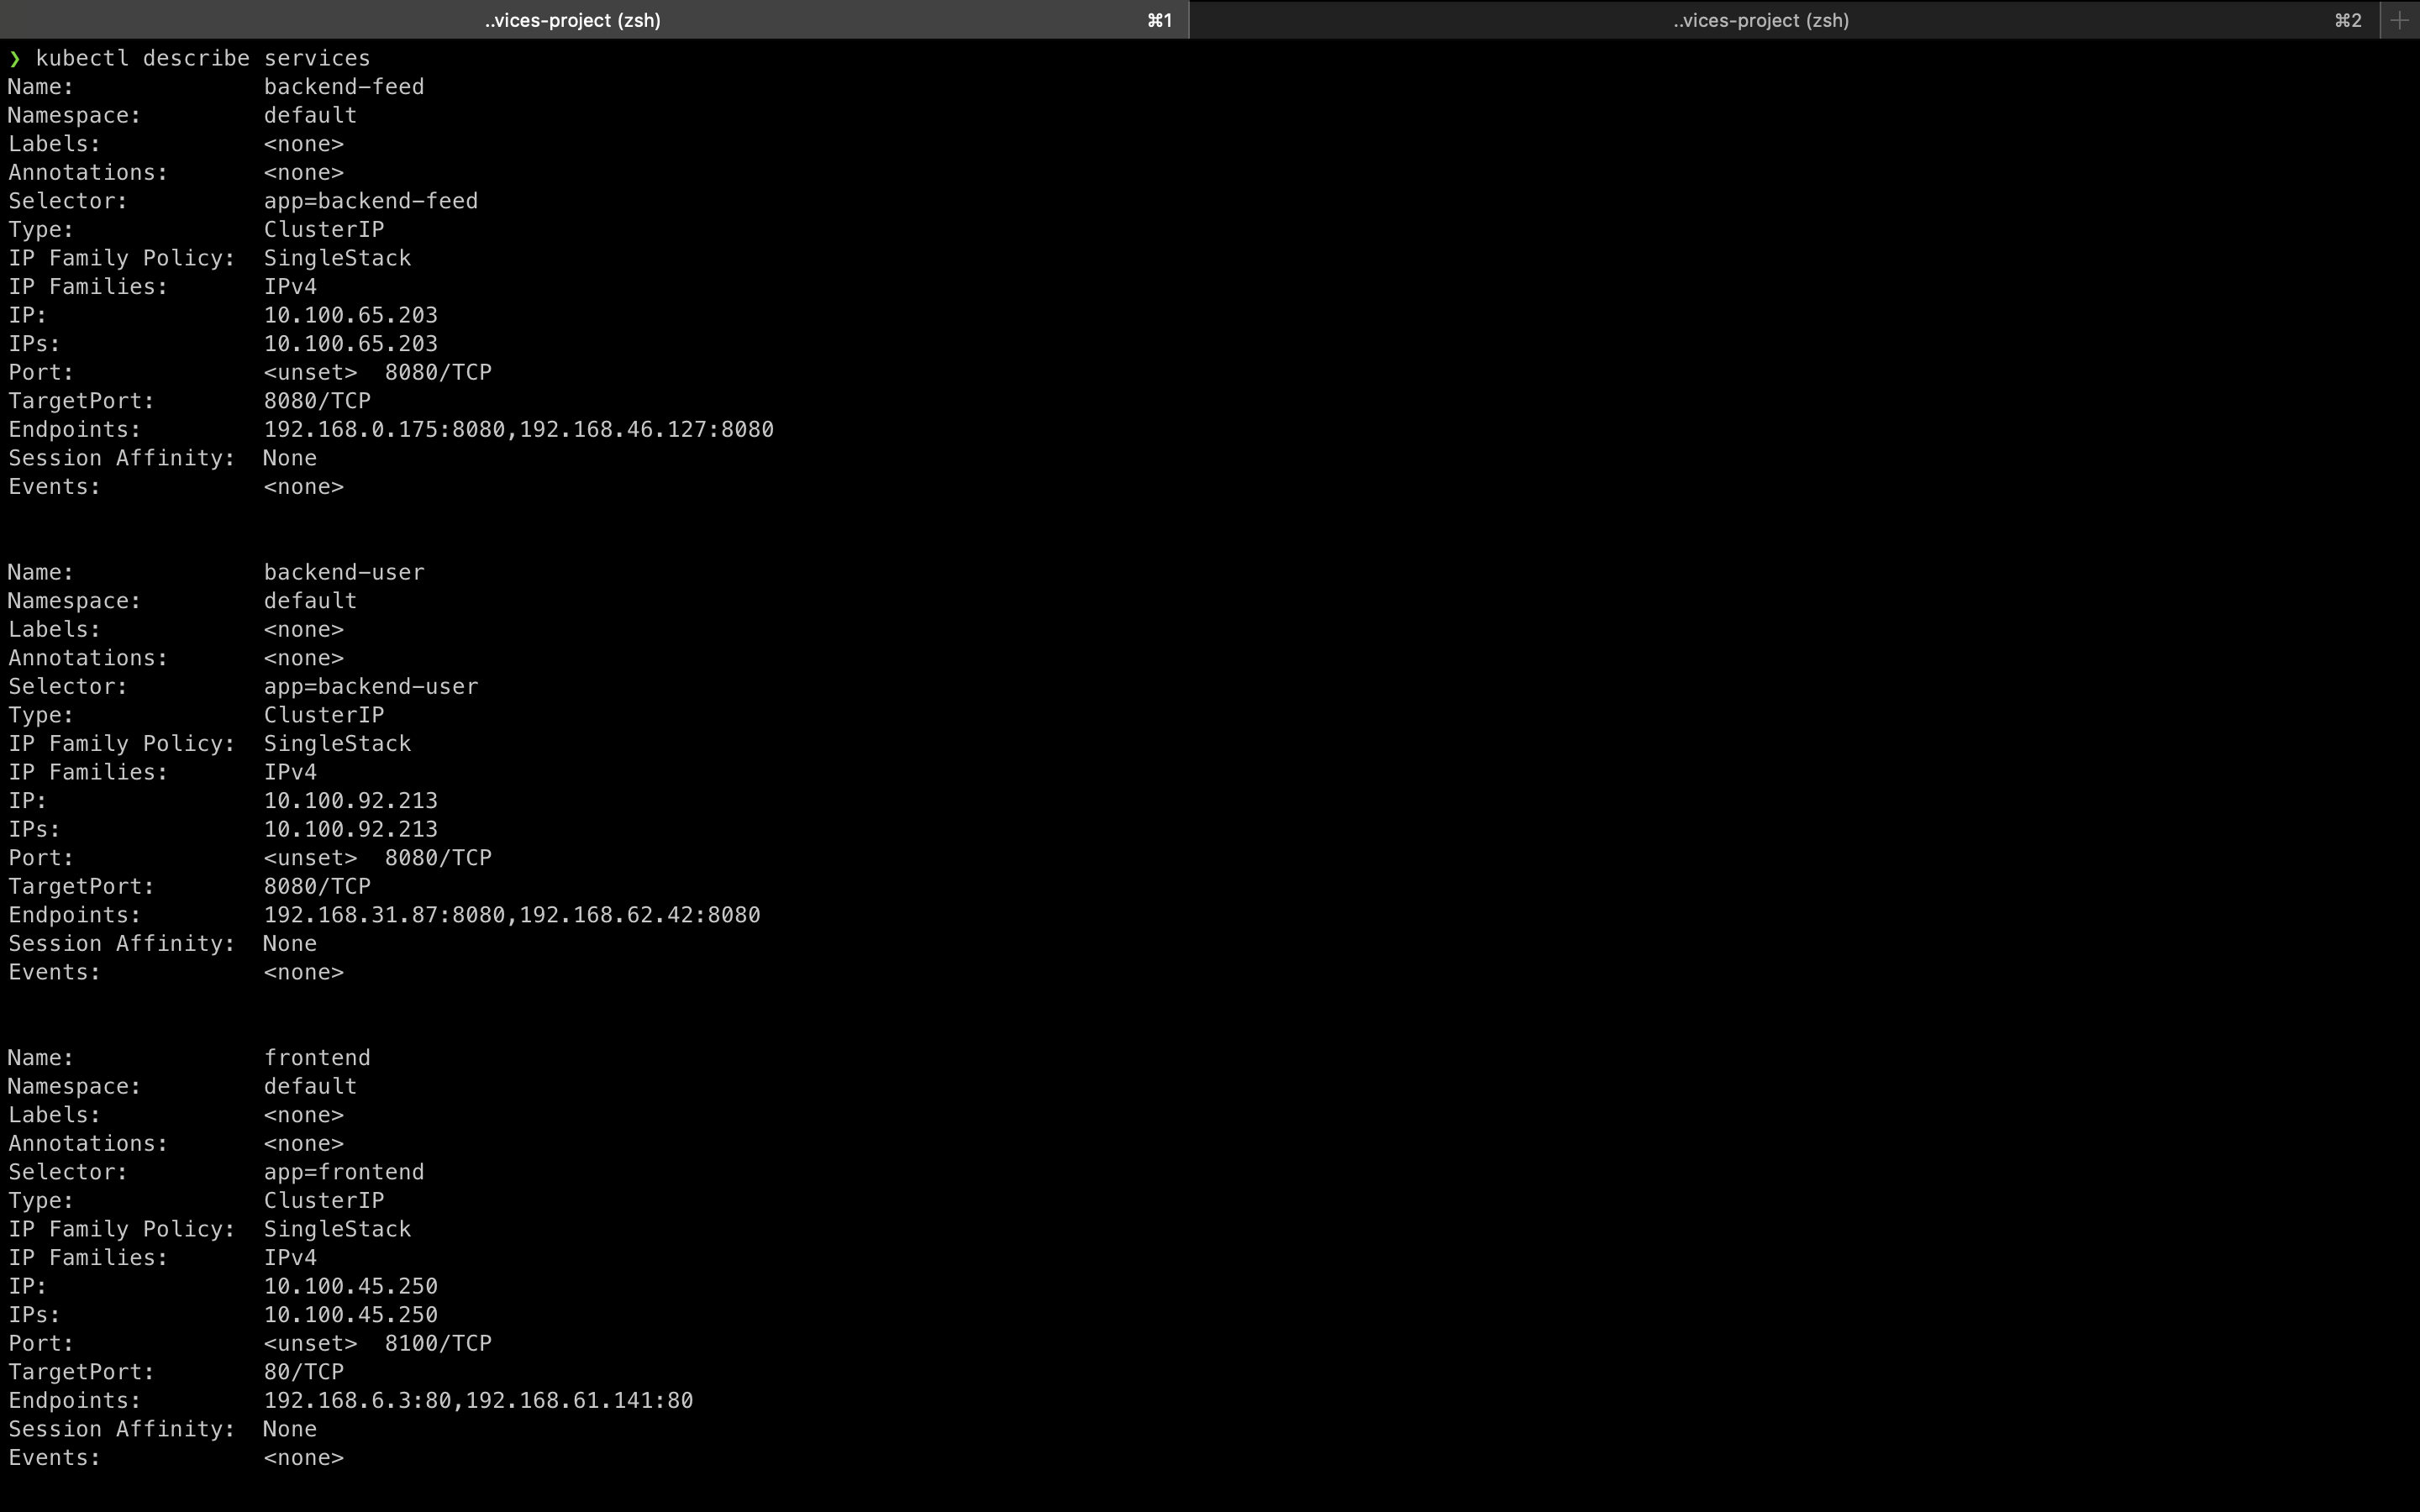 ..vices-project (zsh) ⌘1 ..vices-project (zsh) ⌘2 +
❯ kubectl describe services
Name:              backend-feed
Namespace:         default
Labels:            <none>
Annotations:       <none>
Selector:          app=backend-feed
Type:              ClusterIP
IP Family Policy:  SingleStack
IP Families:       IPv4
IP:                10.100.65.203
IPs:               10.100.65.203
Port:              <unset>  8080/TCP
TargetPort:        8080/TCP
Endpoints:         192.168.0.175:8080,192.168.46.127:8080
Session Affinity:  None
Events:            <none>

Name:              backend-user
Namespace:         default
Labels:            <none>
Annotations:       <none>
Selector:          app=backend-user
Type:              ClusterIP
IP Family Policy:  SingleStack
IP Families:       IPv4
IP:                10.100.92.213
IPs:               10.100.92.213
Port:              <unset>  8080/TCP
TargetPort:        8080/TCP
Endpoints:         192.168.31.87:8080,192.168.62.42:8080
Session Affinity:  None
Events:            <none>

Name:              frontend
Namespace:         default
Labels:            <none>
Annotations:       <none>
Selector:          app=frontend
Type:              ClusterIP
IP Family Policy:  SingleStack
IP Families:       IPv4
IP:                10.100.45.250
IPs:               10.100.45.250
Port:              <unset>  8100/TCP
TargetPort:        80/TCP
Endpoints:         192.168.6.3:80,192.168.61.141:80
Session Affinity:  None
Events:            <none>